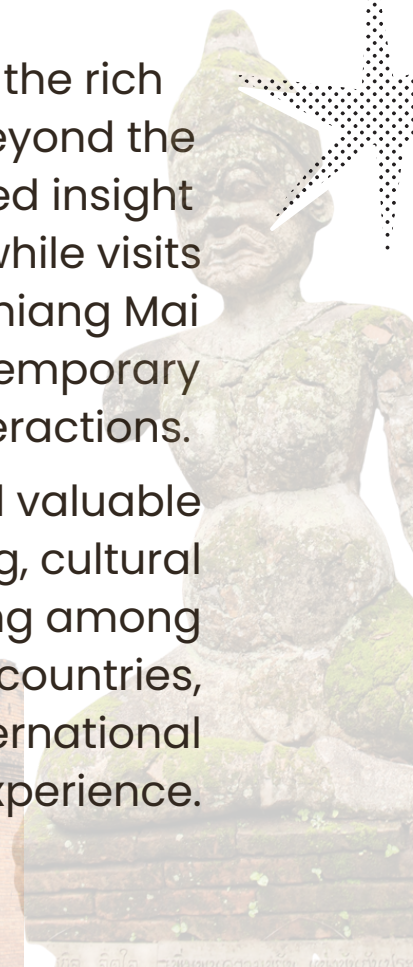 the rich
eyond the
ed insight
while visits
hiang Mai
emporary
eractions.
l valuable
g, cultural
ng among
countries,
ernational
xperience.